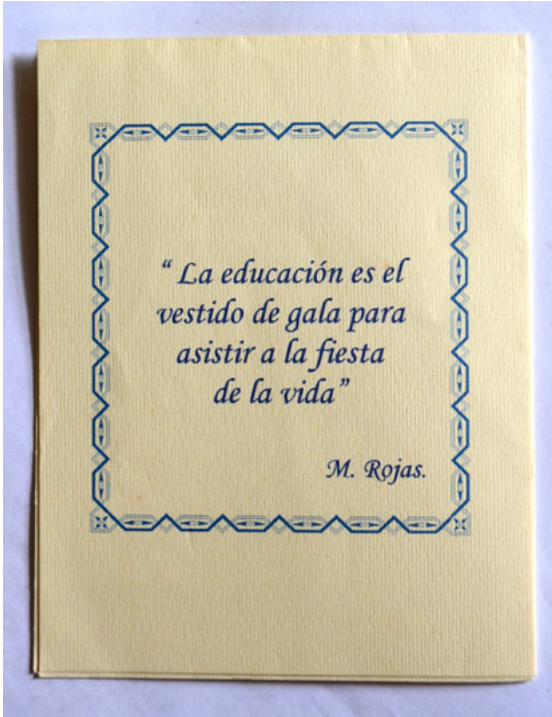 “ La educación es el
vestido de gala para
asistir a la fiesta
de la vida”
M. Rojas.